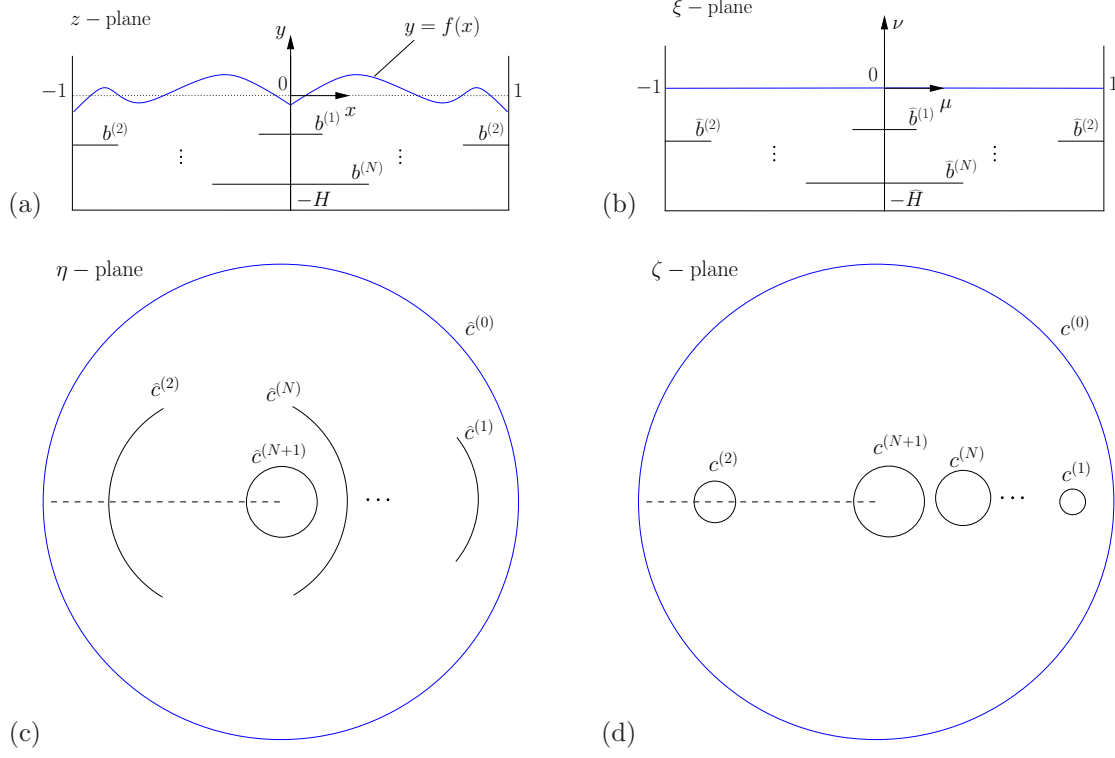 z − plane
y
y = f(x)
−1
0
1
x
b^(2)
b^(1)
b^(2)
⋮
⋮
b^(N)
−H
(a)
ξ − plane
ν
−1
0
1
μ
b̂^(2)
b̂^(1)
b̂^(2)
⋮
⋮
b̂^(N)
−Ĥ
(b)
η − plane
ĉ^(0)
ĉ^(2)
ĉ^(N)
ĉ^(1)
ĉ^(N+1)
⋯
(c)
ζ − plane
c^(0)
c^(2)
c^(N+1)
c^(N)
c^(1)
⋯
(d)